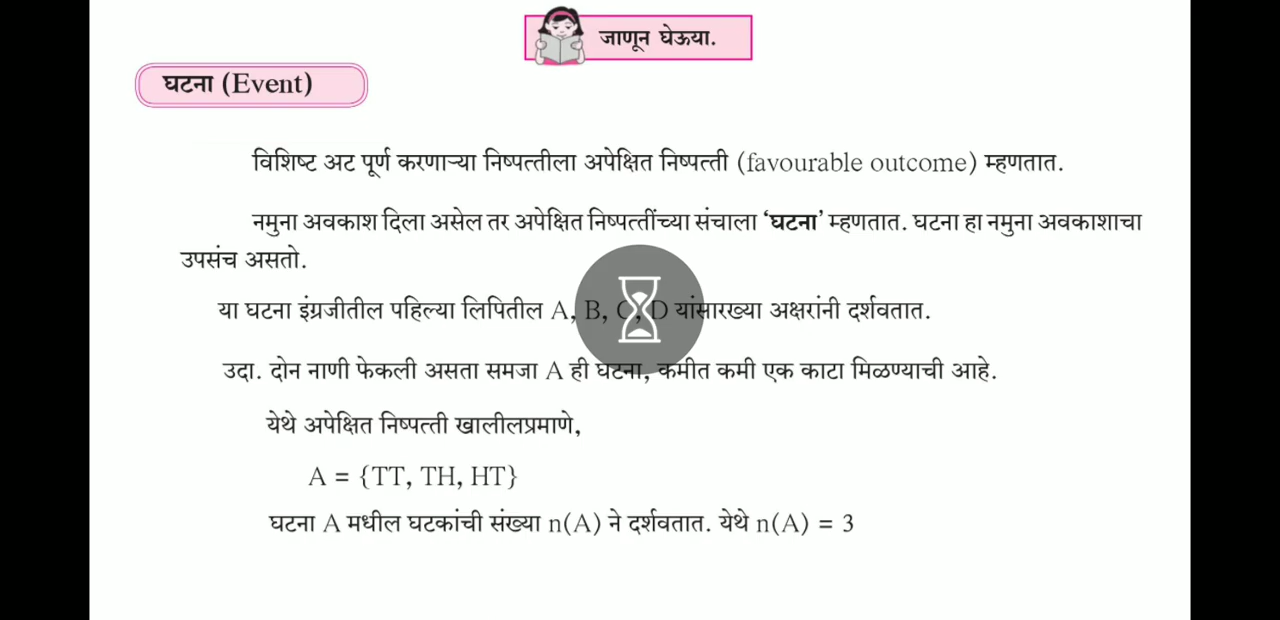 जाणून घेऊया.
घटना (Event)
विशिष्ट अट पूर्ण करणाऱ्या निष्पत्तीला अपेक्षित निष्पत्ती (favourable outcome) म्हणतात.
नमुना अवकाश दिला असेल तर अपेक्षित निष्पत्तींच्या संचाला ‘घटना’ म्हणतात. घटना हा नमुना अवकाशाचा
उपसंच असतो.
या घटना इंग्रजीतील पहिल्या लिपितील A, B, C, D यांसारख्या अक्षरांनी दर्शवतात.
उदा. दोन नाणी फेकली असता समजा A ही घटना, कमीत कमी एक काटा मिळण्याची आहे.
येथे अपेक्षित निष्पत्ती खालीलप्रमाणे,
A = {TT, TH, HT}
घटना A मधील घटकांची संख्या n(A) ने दर्शवतात. येथे n(A) = 3